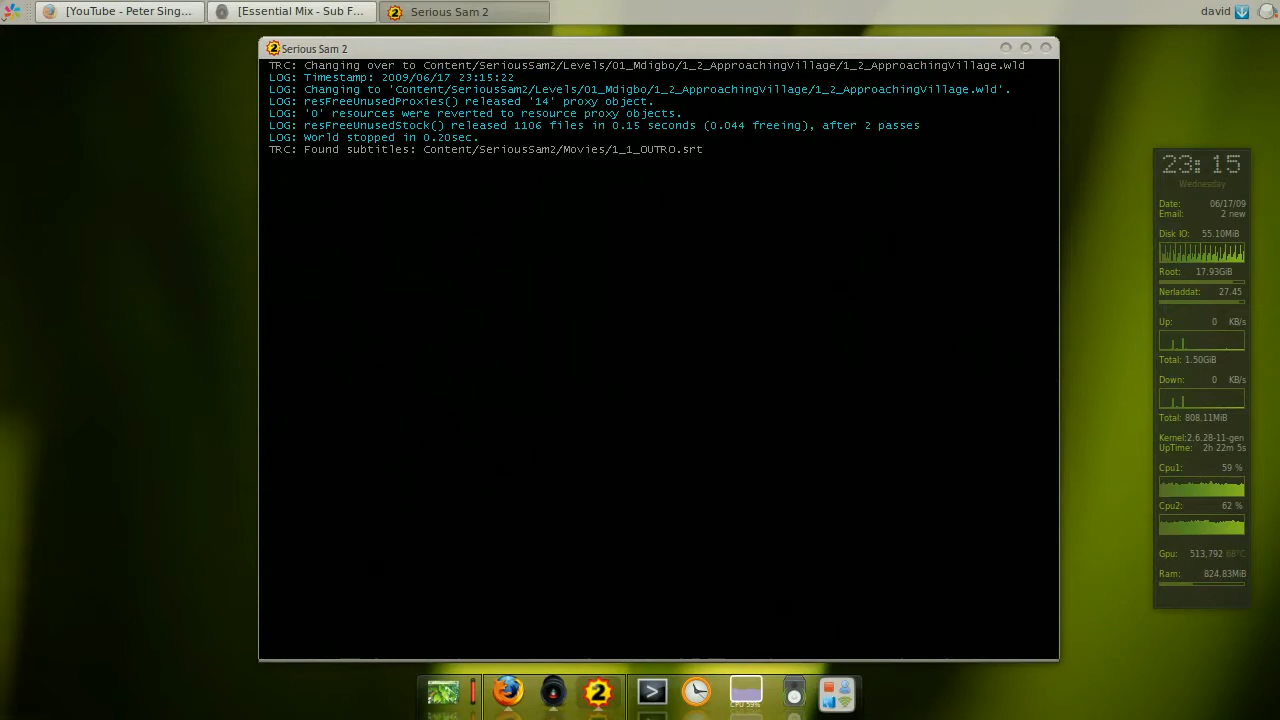 [YouTube - Peter Sing...
[Essential Mix - Sub F...
Serious Sam 2
david
Serious Sam 2
TRC: Changing over to Content/SeriousSam2/Levels/01_Mdigbo/1_2_ApproachingVillage/1_2_ApproachingVillage.wld
LOG: Timestamp: 2009/06/17 23:15:22
LOG: Changing to 'Content/SeriousSam2/Levels/01_Mdigbo/1_2_ApproachingVillage/1_2_ApproachingVillage.wld'.
LOG: resFreeUnusedProxies() released '14' proxy object.
LOG: '0' resources were reverted to resource proxy objects.
LOG: resFreeUnusedStock() released 1106 files in 0.15 seconds (0.044 freeing), after 2 passes
LOG: World stopped in 0.20sec.
TRC: Found subtitles: Content/SeriousSam2/Movies/1_1_OUTRO.srt
23:15
Wednesday
Date: 06/17/09
Email: 2 new
Disk IO: 55.10MiB
Root: 17.93GiB
Nerladdat: 27.45
Up: 0 KB/s
Total: 1.50GiB
Down: 0 KB/s
Total: 808.11MiB
Kernel:2.6.28-11-gen
UpTime: 2h 22m 5s
Cpu1: 59 %
Cpu2: 62 %
Gpu: 513,792 68°C
Ram: 824.83MiB
CPU 59%